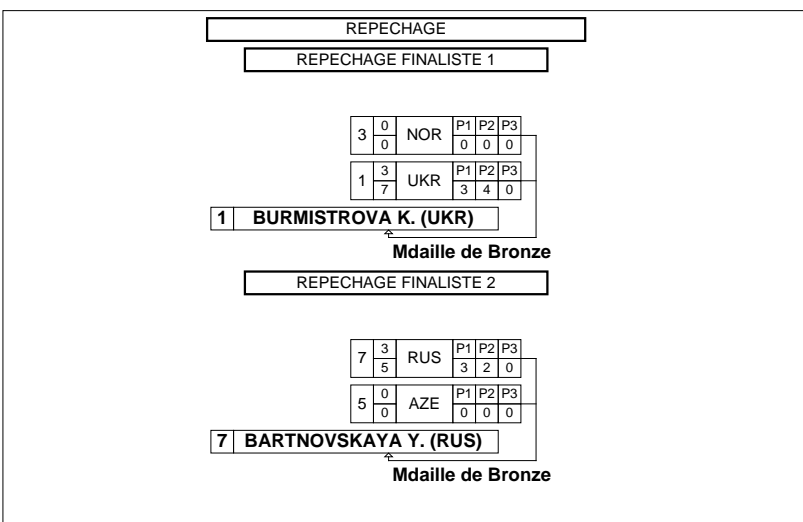 REPECHAGE
REPECHAGE FINALISTE 1
3 0 NOR P1 P2 P3
0 0 0 0
1 3 UKR P1 P2 P3
7 3 4 0
1 BURMISTROVA K. (UKR)
Mdaille de Bronze
REPECHAGE FINALISTE 2
7 3 RUS P1 P2 P3
5 3 2 0
5 0 AZE P1 P2 P3
0 0 0 0
7 BARTNOVSKAYA Y. (RUS)
Mdaille de Bronze